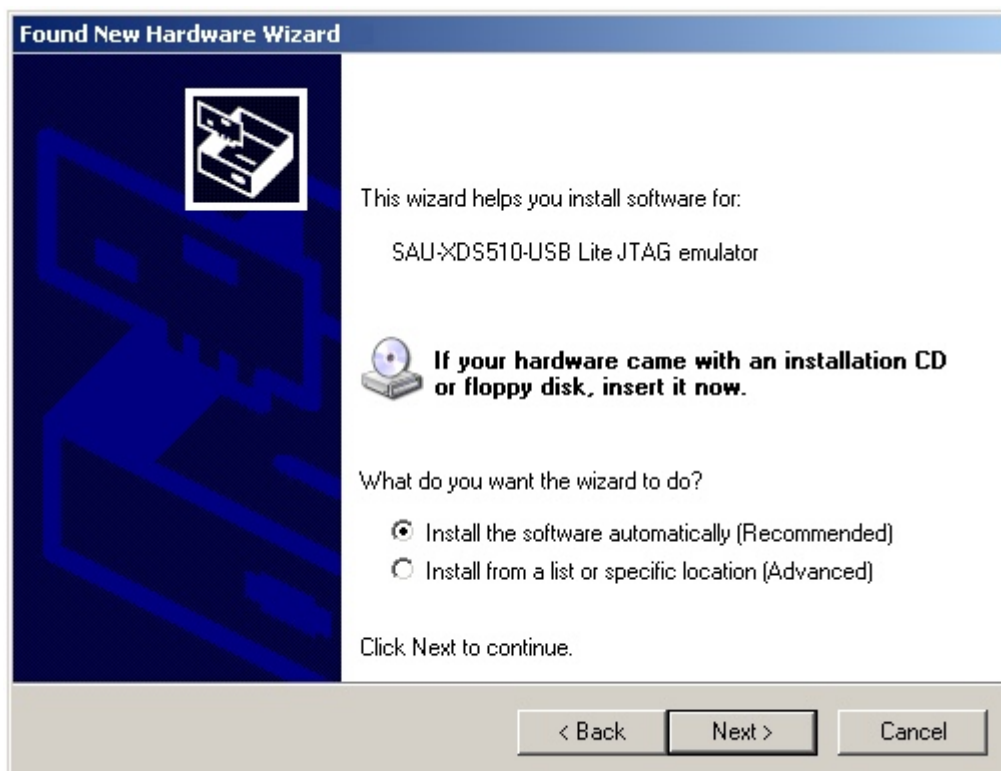 Found New Hardware Wizard
This wizard helps you install software for:
SAU-XDS510-USB Lite JTAG emulator
If your hardware came with an installation CD
or floppy disk, insert it now.
What do you want the wizard to do?
Install the software automatically (Recommended)
Install from a list or specific location (Advanced)
Click Next to continue.
< Back
Next >
Cancel